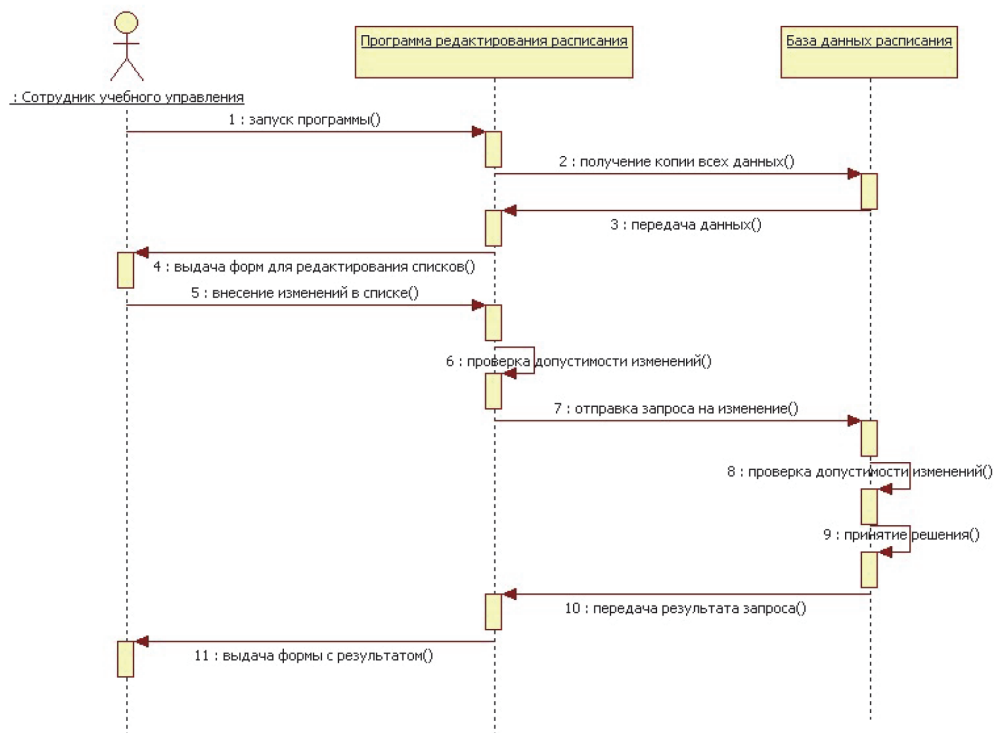 Программа редактирования расписания
База данных расписания
: Сотрудник учебного управления
1 : запуск программы()
2 : получение копии всех данных()
3 : передача данных()
4 : выдача форм для редактирования списков()
5 : внесение изменений в списке()
6 : проверка допустимости изменений()
7 : отправка запроса на изменение()
8 : проверка допустимости изменений()
9 : принятие решения()
10 : передача результата запроса()
11 : выдача формы с результатом()